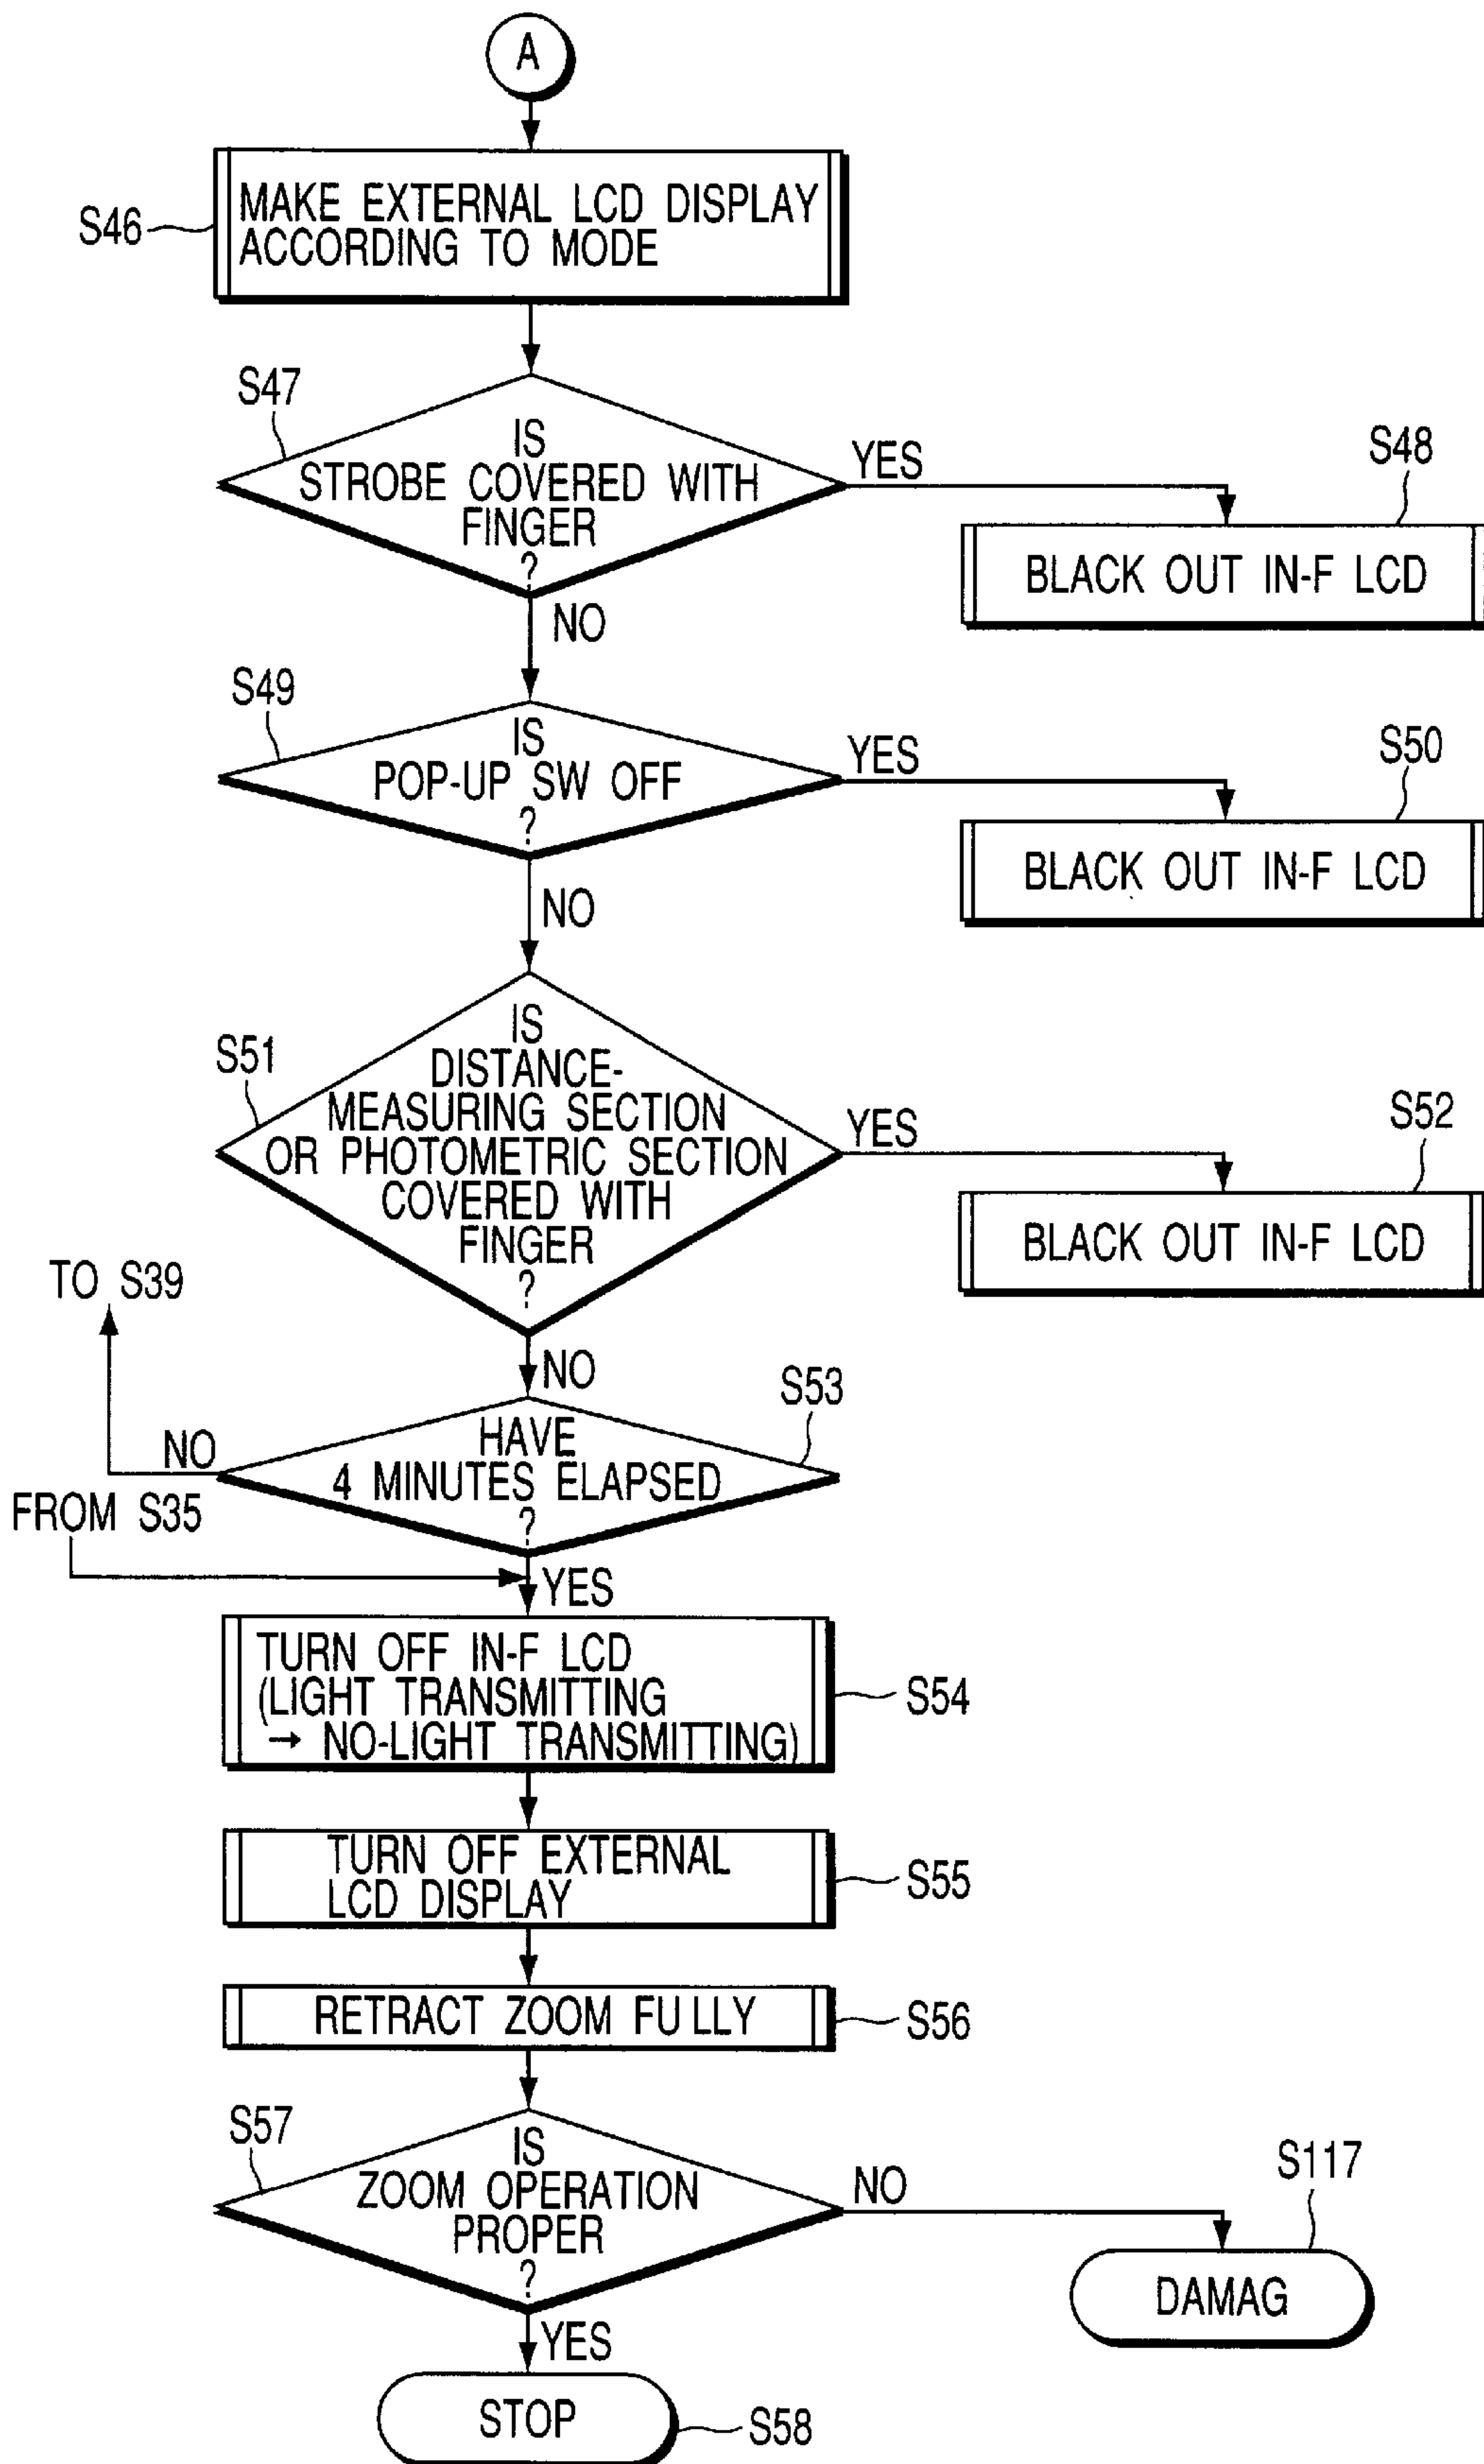 A
S46
MAKE EXTERNAL LCD DISPLAY
ACCORDING TO MODE
S47
IS
STROBE COVERED WITH
FINGER
?
YES
S48
BLACK OUT IN-F LCD
NO
S49
IS
POP-UP SW OFF
?
YES
S50
BLACK OUT IN-F LCD
NO
S51
IS
DISTANCE-
MEASURING SECTION
OR PHOTOMETRIC SECTION
COVERED WITH
FINGER
?
YES
S52
BLACK OUT IN-F LCD
TO S39
NO
S53
HAVE
4 MINUTES ELAPSED
?
NO
FROM S35
YES
TURN OFF IN-F LCD
(LIGHT TRANSMITTING
→ NO-LIGHT TRANSMITTING)
S54
TURN OFF EXTERNAL
LCD DISPLAY
S55
RETRACT ZOOM FULLY
S56
S57
IS
ZOOM OPERATION
PROPER
?
NO
S117
DAMAG
YES
STOP
S58